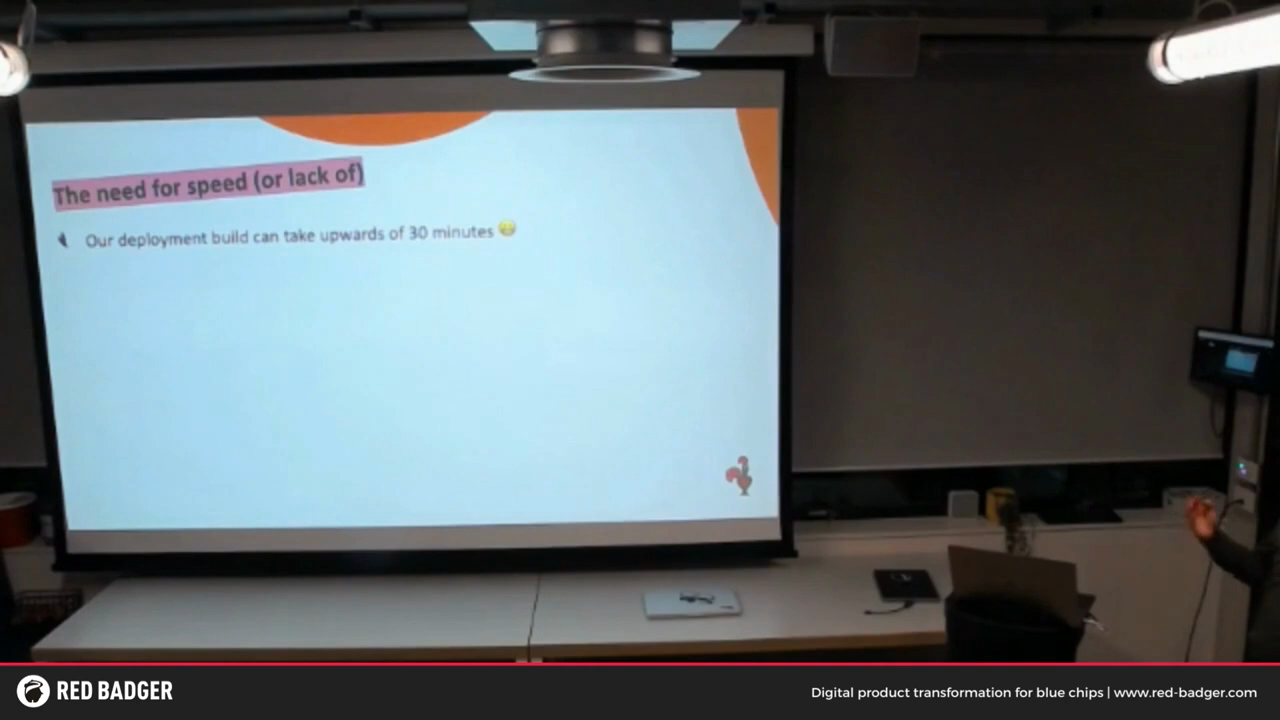 The need for speed (or lack of)
Our deployment build can take upwards of 30 minutes
RED BADGER
Digital product transformation for blue chips | www.red-badger.com